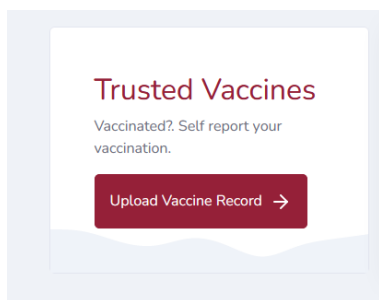 Trusted Vaccines
Vaccinated?. Self report your
vaccination.
Upload Vaccine Record →